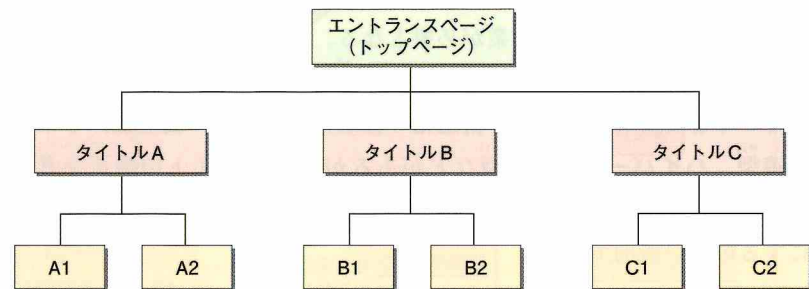 エントランスページ
(トップページ)
タイトルA
タイトルB
タイトルC
A1
A2
B1
B2
C1
C2